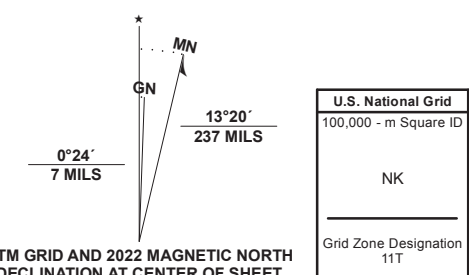 ★
MN
GN
0°24´
7 MILS
13°20´
237 MILS
TM GRID AND 2022 MAGNETIC NORTH
DECLINATION AT CENTER OF SHEET
U.S. National Grid
100,000 - m Square ID
NK
Grid Zone Designation
11T